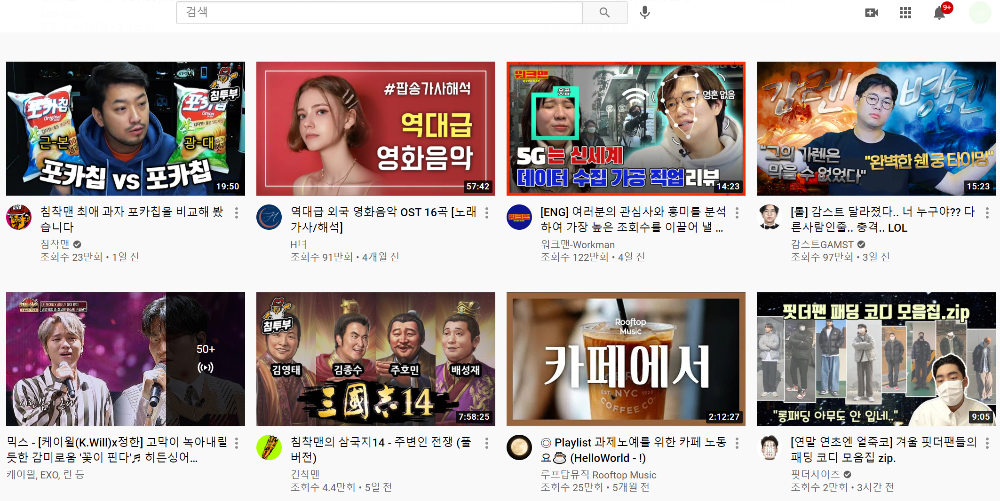 검색
9+
침투부
포카칩
Original
포카칩
Onion
근-본
광-대
포카칩 vs 포카칩
19:50
#팝송가사해석
역대급
영화음악
57:42
워크맨
WORKMAN
웃픔
영혼 없음
5G는 신세계
데이터 수집 가공 직업리뷰
14:23
감렌 병쉔
"그의 가렌은
막을 수 없었다"
"완벽한 쉔 궁 타이밍"
15:23
침착맨 최애 과자 포카칩을 비교해 봤
습니다
침착맨
조회수 23만회 • 1일 전
역대급 외국 영화음악 OST 16곡 [노래
가사/해석]
H녀
조회수 91만회 • 4개월 전
[ENG] 여러분의 관심사와 흥미를 분석
하여 가장 높은 조회수를 이끌어 낼 ...
워크맨-Workman
조회수 122만회 • 4일 전
[롤] 감스트 달라졌다.. 너 누구야?? 다
른사람인줄.. 충격.. LOL
감스트GAMST
조회수 97만회 • 3일 전
50+
시린 봄이 온다
침투부
김영태
김종수
주호민
배성재
三國志14
7:58:25
Rooftop
Music
카페에서
EST. NYC 1920
COFFEE CO
2:12:27
핏더팬 패딩 코디 모음집.zip
"롱패딩 아무도 안 입네.."
9:05
믹스 - [케이윌(K.Will)x정한] 고막이 녹아내릴
듯한 감미로움 '꽃이 핀다'♬ 히든싱어...
케이윌, EXO, 린 등
침착맨의 삼국지14 - 주변인 전쟁 (풀
버전)
긴착맨
조회수 4.4만회 • 5일 전
◎ Playlist 과제노예를 위한 카페 노동
요☕ (HelloWorld - !)
루프탑뮤직 Rooftop Music
조회수 25만회 • 5개월 전
FIT
THE
SIZE
[연말 연초엔 얼죽코] 겨울 핏더팬들의
패딩 코디 모음집 zip.
핏더사이즈
조회수 2만회 • 3시간 전